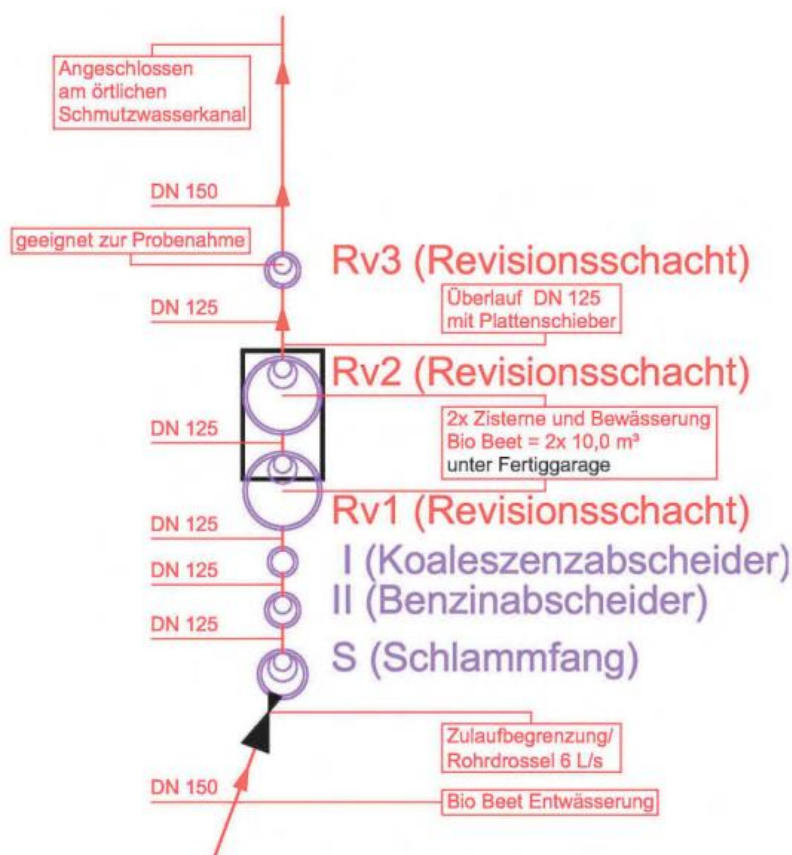 Angeschlossen
am örtlichen
Schmutzwasserkanal
DN 150
geeignet zur Probenahme
Rv3 (Revisionsschacht)
DN 125
Überlauf DN 125
mit Plattenschieber
Rv2 (Revisionsschacht)
DN 125
2x Zisterne und Bewässerung
Bio Beet = 2x 10,0 m³
unter Fertiggarage
Rv1 (Revisionsschacht)
DN 125
I (Koaleszenzabscheider)
DN 125
II (Benzinabscheider)
DN 125
S (Schlammfang)
Zulaufbegrenzung/
Rohrdrossel 6 L/s
DN 150
Bio Beet Entwässerung